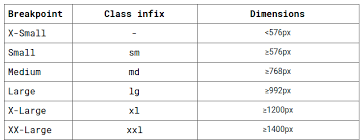 Breakpoint Class infix Dimensions
X-Small - <576px
Small sm ≥576px
Medium md ≥768px
Large lg ≥992px
X-Large xl ≥1200px
XX-Large xxl ≥1400px